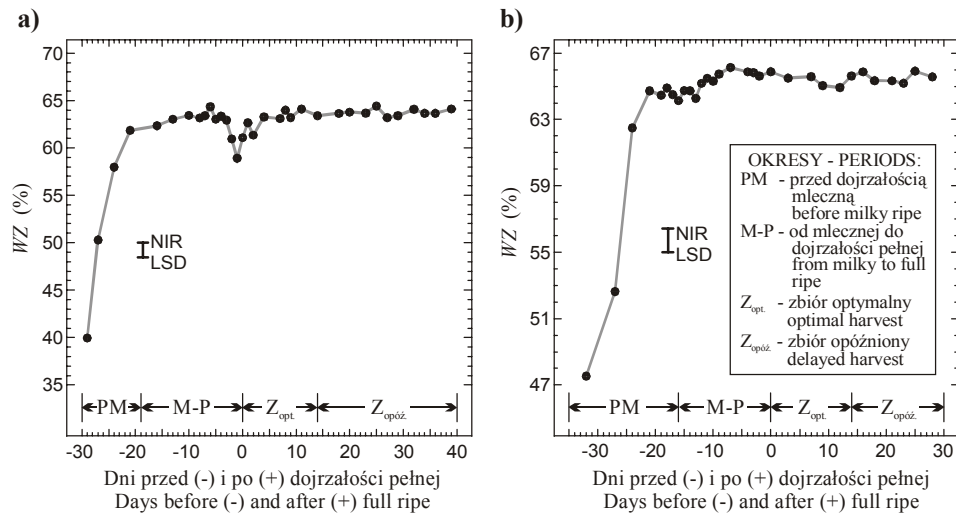 a)
70
65
60
55
50
45
40
35
WZ (%)
NIR
LSD
PM M-P Zopt. Zopóź.
-30 -20 -10 0 10 20 30 40
Dni przed (-) i po (+) dojrzałości pełnej
Days before (-) and after (+) full ripe
b)
67
63
59
55
51
47
WZ (%)
NIR
LSD
OKRESY - PERIODS:
PM - przed dojrzałością
mleczną
before milky ripe
M-P - od mlecznej do
dojrzałości pełnej
from milky to full
ripe
Zopt. - zbiór optymalny
optimal harvest
Zopóź. - zbiór opóźniony
delayed harvest
PM M-P Zopt. Zopóź.
-30 -20 -10 0 10 20 30
Dni przed (-) i po (+) dojrzałości pełnej
Days before (-) and after (+) full ripe